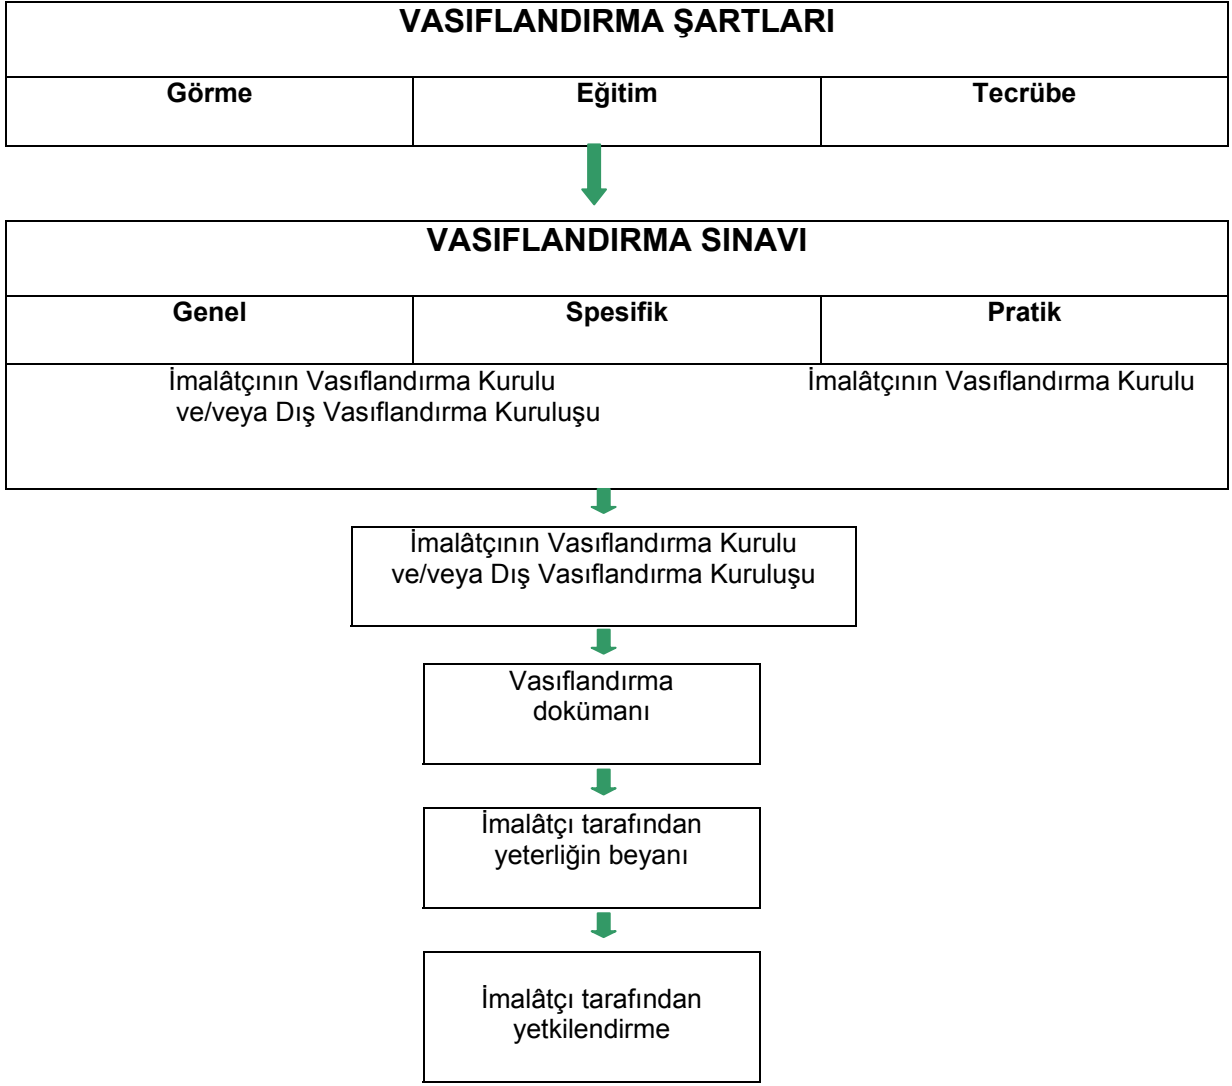 VASIFLANDIRMA ŞARTLARI
Görme
Eğitim
Tecrübe
VASIFLANDIRMA SINAVI
Genel
Spesifik
Pratik
İmalâtçının Vasıflandırma Kurulu
ve/veya Dış Vasıflandırma Kuruluşu
İmalâtçının Vasıflandırma Kurulu
İmalâtçının Vasıflandırma Kurulu
ve/veya Dış Vasıflandırma Kuruluşu
Vasıflandırma
dokümanı
İmalâtçı tarafından
yeterliğin beyanı
İmalâtçı tarafından
yetkilendirme